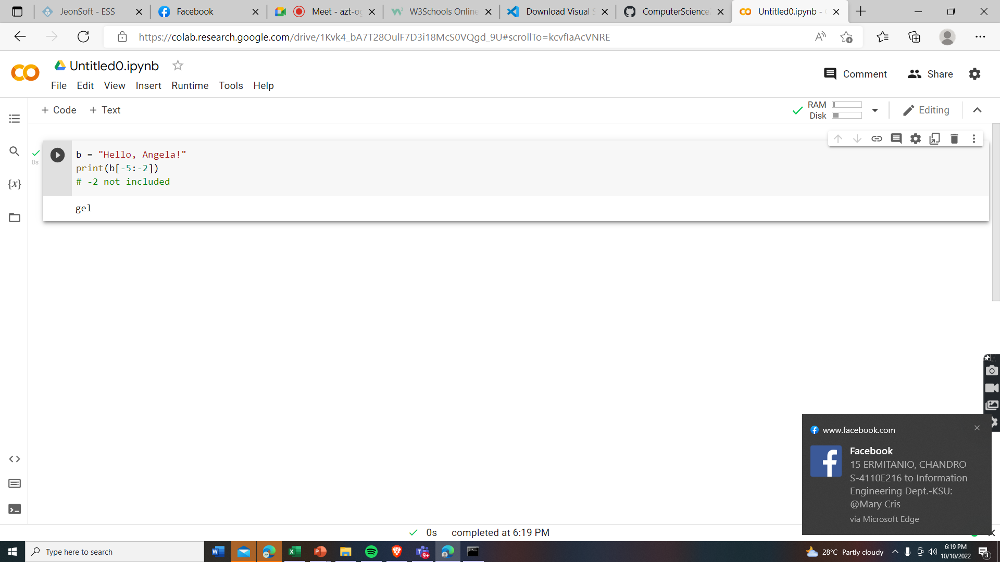 JeonSoft - ESS
Facebook
Meet - azt-og
W3Schools Online
Download Visual S
ComputerScience
Untitled0.ipynb -
https://colab.research.google.com/drive/1Kvk4_bA7T28OulF7D3i18McS0VQgd_9U#scrollTo=kcvfIaAcVNRE
Untitled0.ipynb
Comment
Share
File Edit View Insert Runtime Tools Help
+ Code + Text
RAM
Disk
Editing
0s
b = "Hello, Angela!"
print(b[-5:-2])
# -2 not included
{x}
gel
www.facebook.com
Facebook
15 ERMITANIO, CHANDRO
S-4110E216 to Information
Engineering Dept.-KSU:
@Mary Cris
via Microsoft Edge
0s completed at 6:19 PM
Type here to search
9+
28°C Partly cloudy
6:19 PM
10/10/2022
3